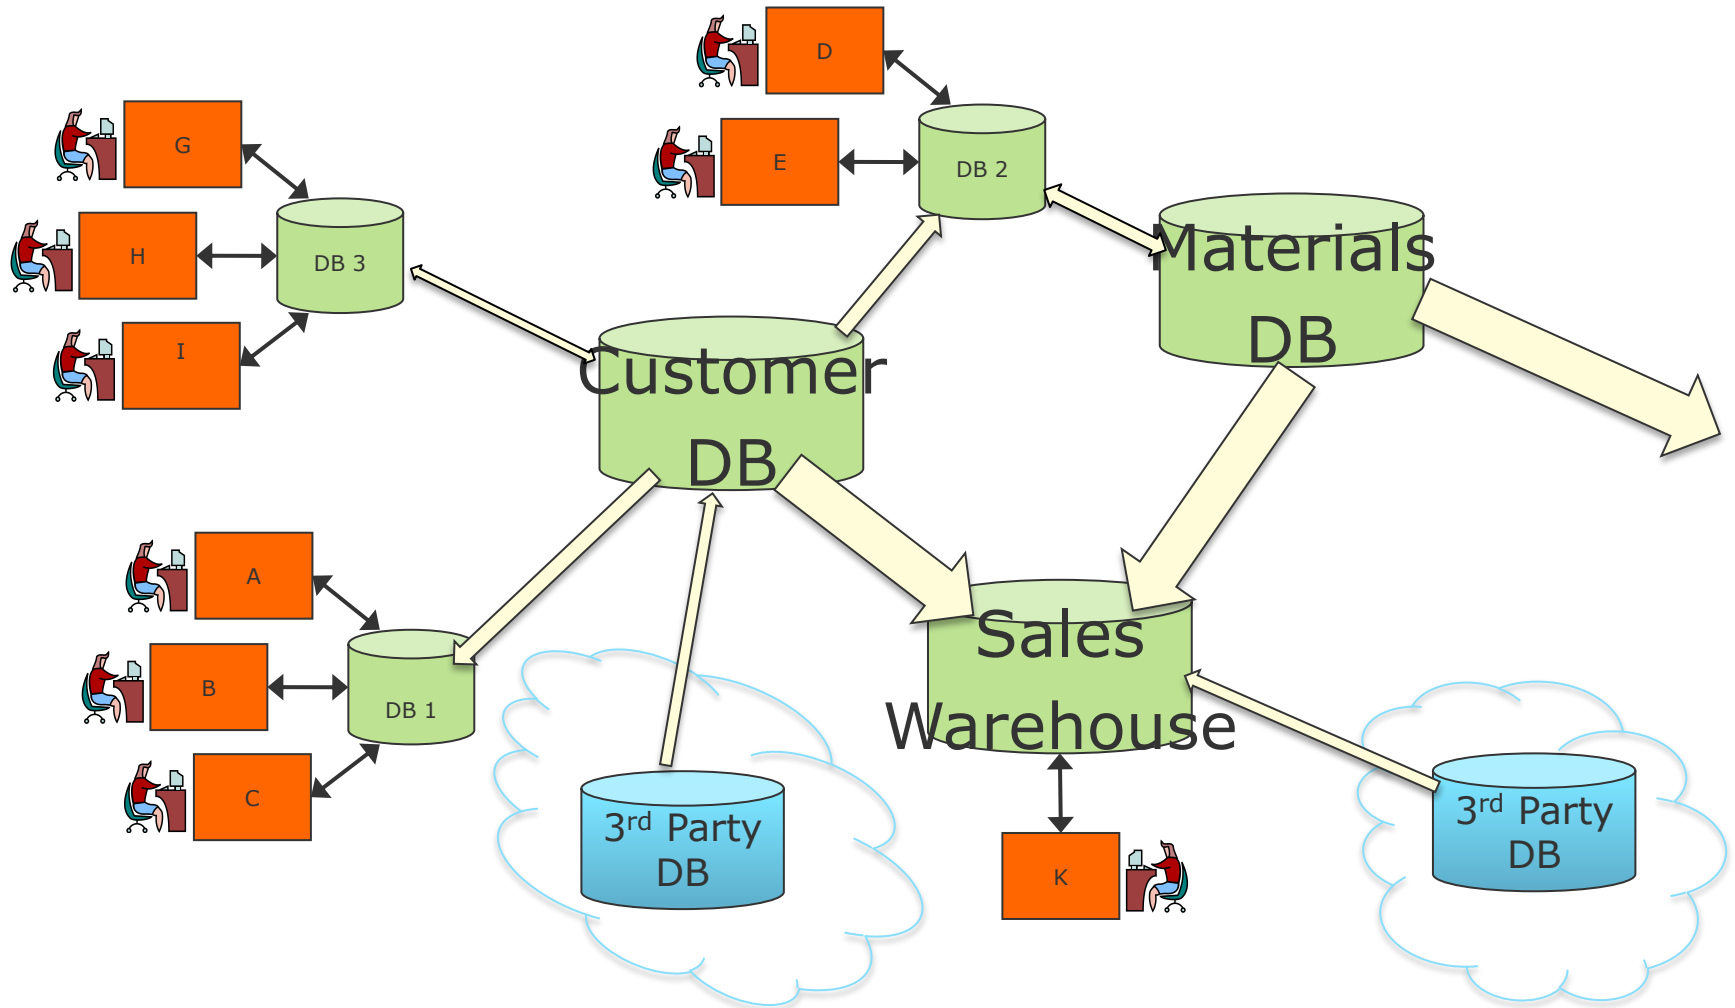 D
G
E
DB 2
H
DB 3
Materials
DB
I
Customer
DB
A
B
DB 1
C
Sales
Warehouse
3rd Party
DB
K
3rd Party
DB